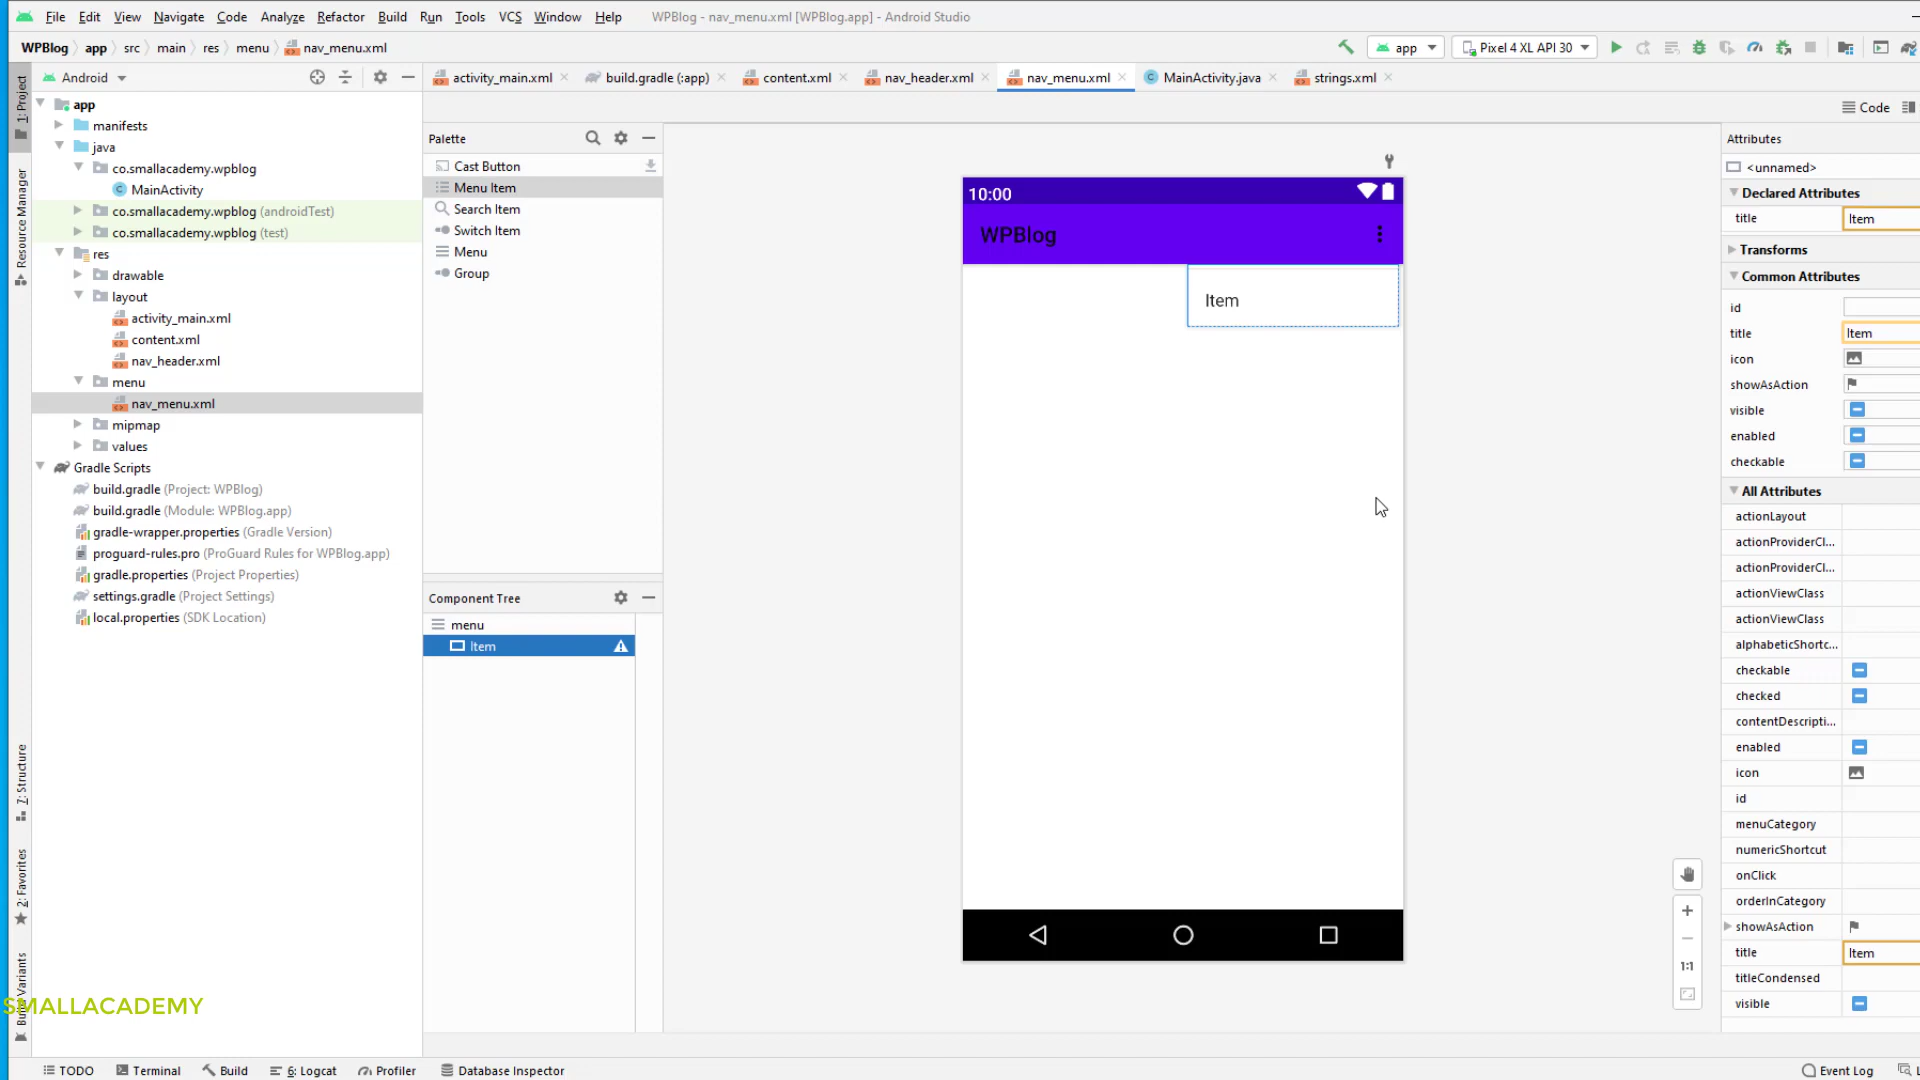 File Edit View Navigate Code Analyze Refactor Build Run Tools VCS Window Help WPBlog - nav_menu.xml [WPBlog.app] - Android Studio
WPBlog app src main res menu nav_menu.xml
app Pixel 4 XL API 30
1: Project
Resource Manager
7: Structure
2: Favorites
Build Variants
Android
app
manifests
java
co.smallacademy.wpblog
MainActivity
co.smallacademy.wpblog (androidTest)
co.smallacademy.wpblog (test)
res
drawable
layout
activity_main.xml
content.xml
nav_header.xml
menu
nav_menu.xml
mipmap
values
Gradle Scripts
build.gradle (Project: WPBlog)
build.gradle (Module: WPBlog.app)
gradle-wrapper.properties (Gradle Version)
proguard-rules.pro (ProGuard Rules for WPBlog.app)
gradle.properties (Project Properties)
settings.gradle (Project Settings)
local.properties (SDK Location)
SMALLACADEMY
activity_main.xml build.gradle (:app) content.xml nav_header.xml nav_menu.xml MainActivity.java strings.xml
Code
Palette
Cast Button
Menu Item
Search Item
Switch Item
Menu
Group
Component Tree
menu
Item
10:00
WPBlog
Item
1:1
Attributes
<unnamed>
Declared Attributes
title Item
Transforms
Common Attributes
id
title Item
icon
showAsAction
visible
enabled
checkable
All Attributes
actionLayout
actionProviderCl...
actionProviderCl...
actionViewClass
actionViewClass
alphabeticShortc...
checkable
checked
contentDescripti...
enabled
icon
id
menuCategory
numericShortcut
onClick
orderInCategory
showAsAction
title Item
titleCondensed
visible
TODO Terminal Build 6: Logcat Profiler Database Inspector Event Log